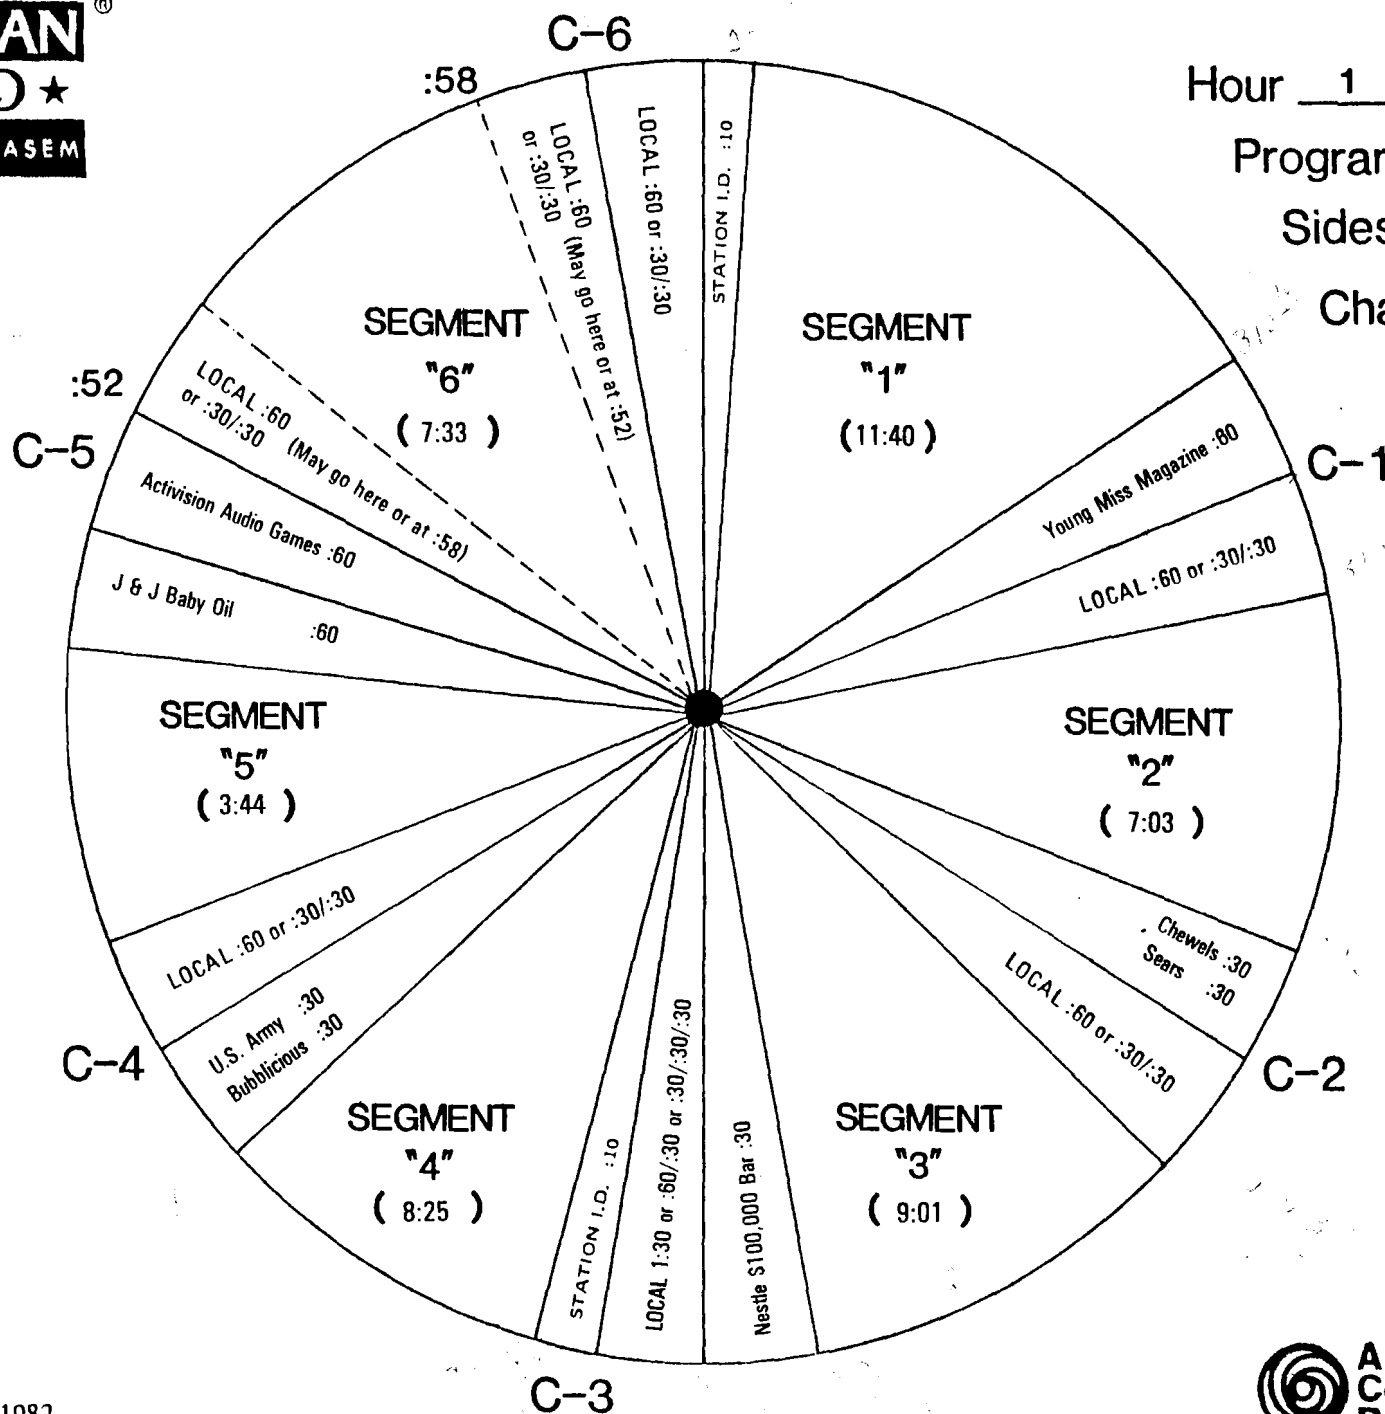 AN
®
ASEM
Hour 1
C-6
:58
LOCAL :60 (May go here or at :52)
or :30/:30
LOCAL :60 or :30/:30
STATION I.D. :10
SEGMENT
"1"
(11:40)
Young Miss Magazine :60
C-1
LOCAL :60 or :30/:30
SEGMENT
"2"
( 7:03 )
Chewels :30
Sears :30
C-2
LOCAL :60 or :30/:30
SEGMENT
"3"
( 9:01 )
Nestle $100,000 Bar :30
C-3
LOCAL 1:30 or :60/:30 or :30/:30/:30
STATION I.D. :10
SEGMENT
"4"
( 8:25 )
U.S. Army :30
Bubblicious :30
C-4
LOCAL :60 or :30/:30
SEGMENT
"5"
( 3:44 )
J & J Baby Oil :60
Activision Audio Games :60
C-5
:52
LOCAL :60 (May go here or at :58)
or :30/:30
SEGMENT
"6"
( 7:33 )
1982